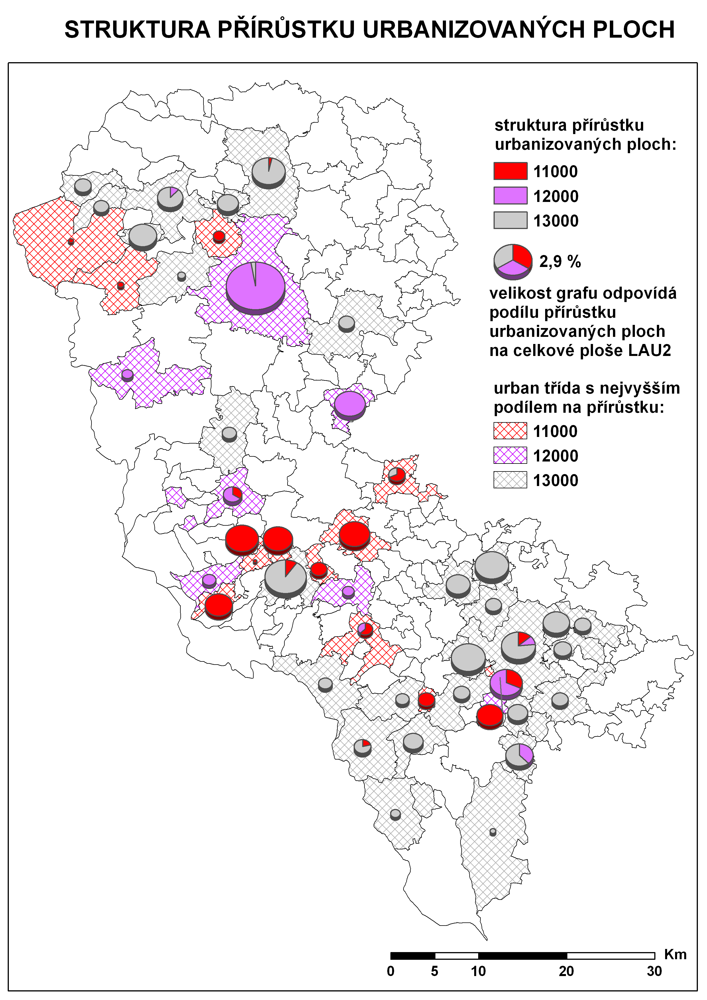 STRUKTURA PŘÍRŮSTKU URBANIZOVANÝCH PLOCH
struktura přírůstku
urbanizovaných ploch:
11000
12000
13000
2,9 %
velikost grafu odpovídá
podílu přírůstku
urbanizovaných ploch
na celkové ploše LAU2
urban třída s nejvyšším
podílem na přírůstku:
11000
12000
13000
Km
0 5 10 20 30